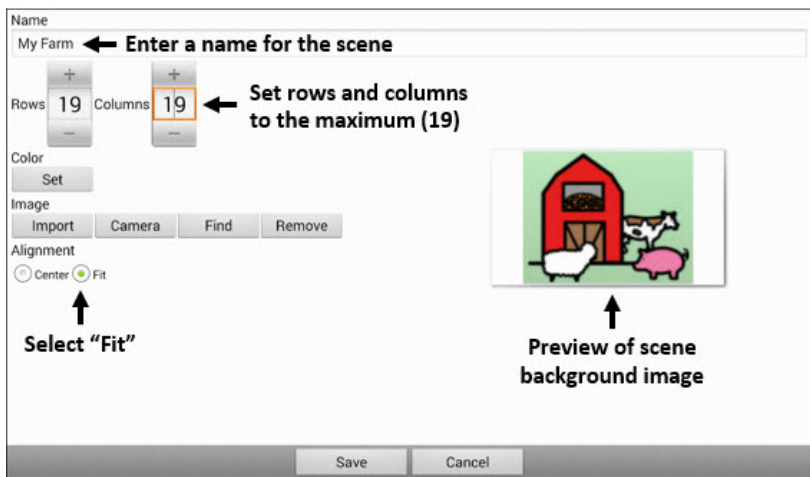 Name
My Farm Enter a name for the scene
+ +
Rows 19 Columns 19 Set rows and columns
to the maximum (19)
− −
Color
Set
Image
Import Camera Find Remove
Alignment
Center Fit
Select “Fit”
Preview of scene
background image
Save Cancel